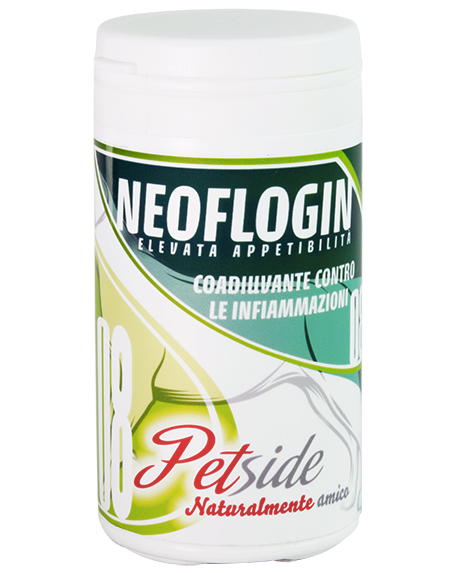 NEOFLOGIN
ELEVATA APPETIBILITÀ
COADIUVANTE CONTRO
LE INFIAMMAZIONI
08
Petside
Naturalmente amico